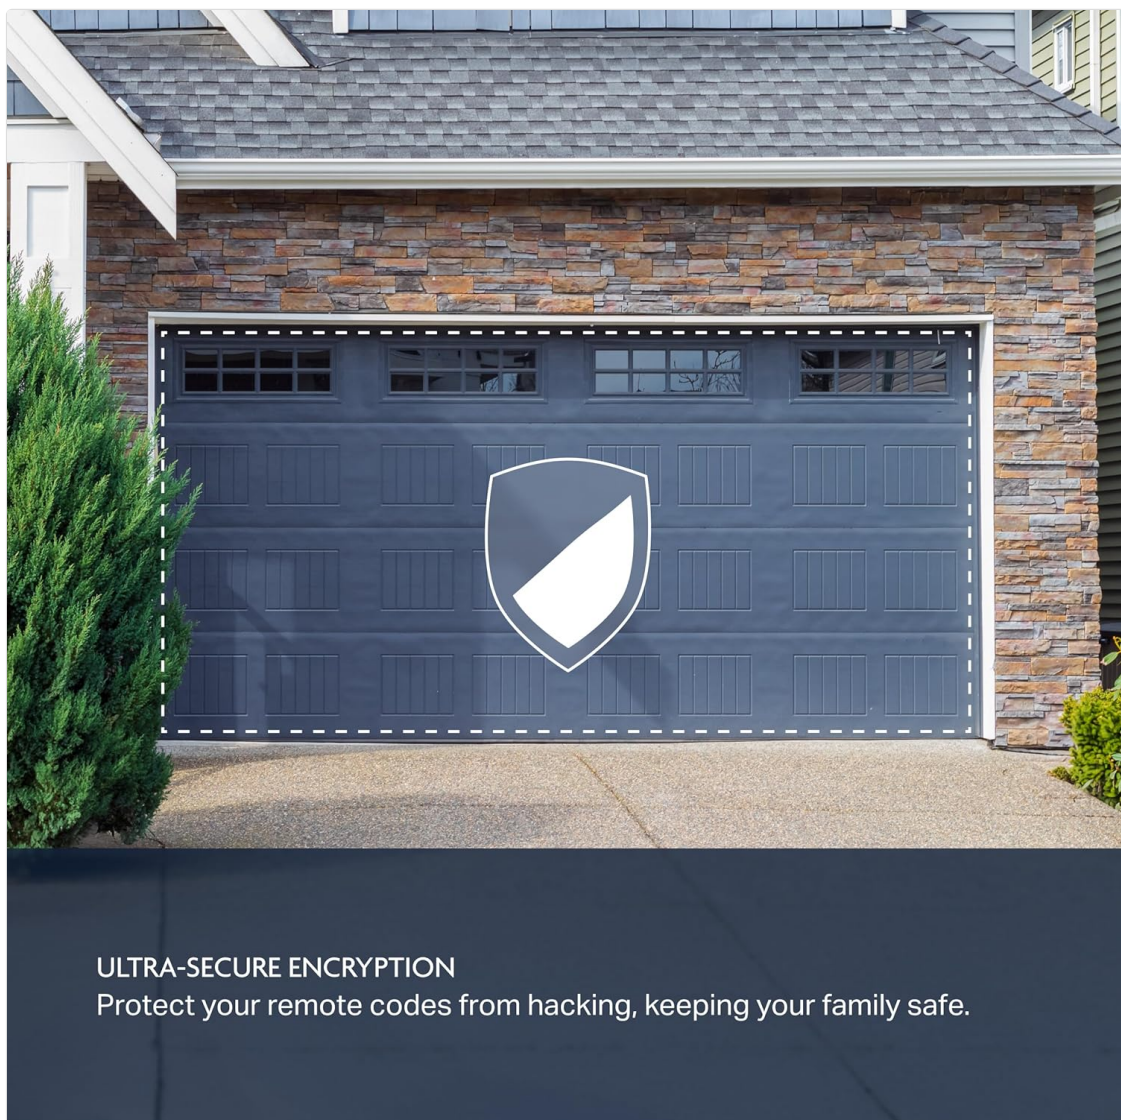 ULTRA-SECURE ENCRYPTION
Protect your remote codes from hacking, keeping your family safe.